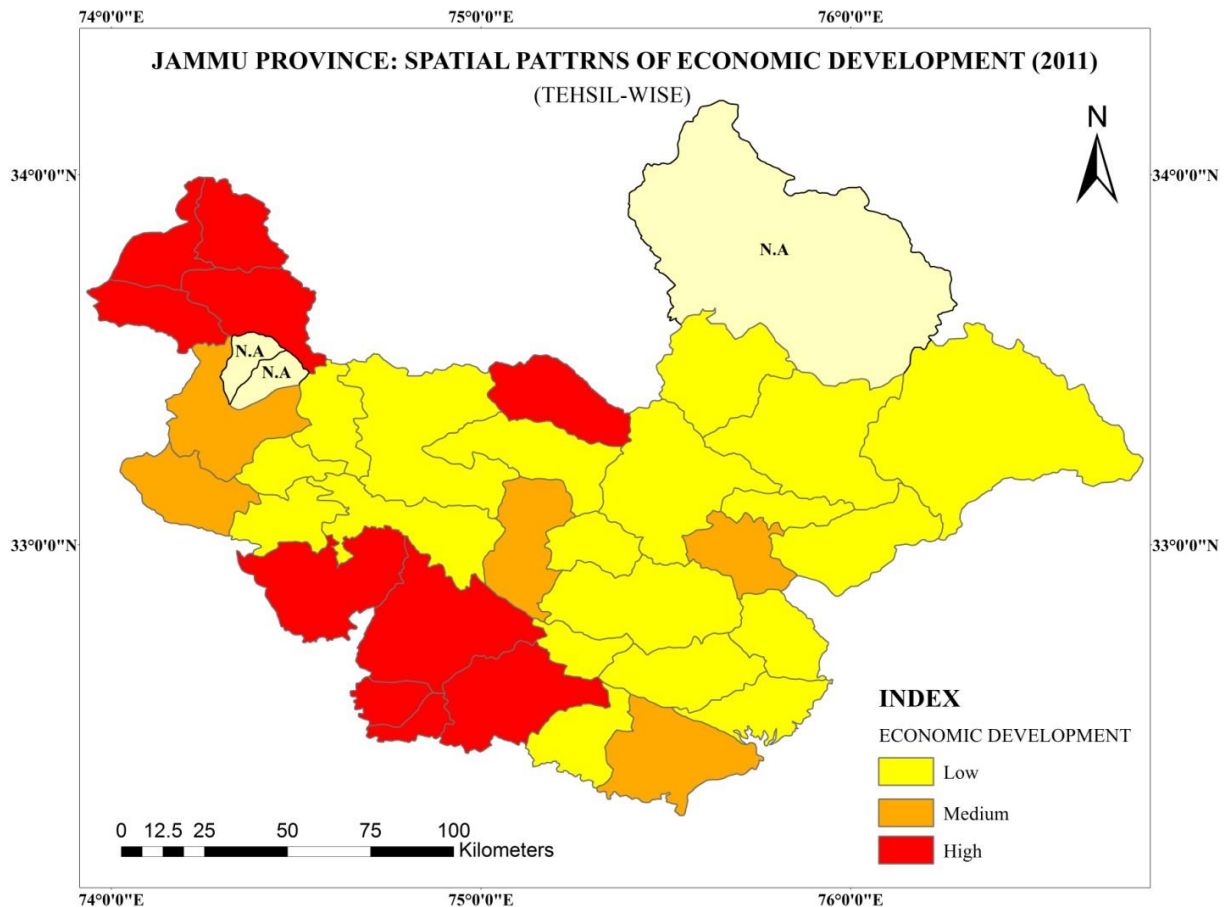 74°0'0"E 75°0'0"E 76°0'0"E
JAMMU PROVINCE: SPATIAL PATTRNS OF ECONOMIC DEVELOPMENT (2011)
(TEHSIL-WISE)
N
34°0'0"N 34°0'0"N
N.A
N.A
N.A
33°0'0"N 33°0'0"N
INDEX
ECONOMIC DEVELOPMENT
Low
Medium
High
0 12.5 25 50 75 100
Kilometers
74°0'0"E 75°0'0"E 76°0'0"E